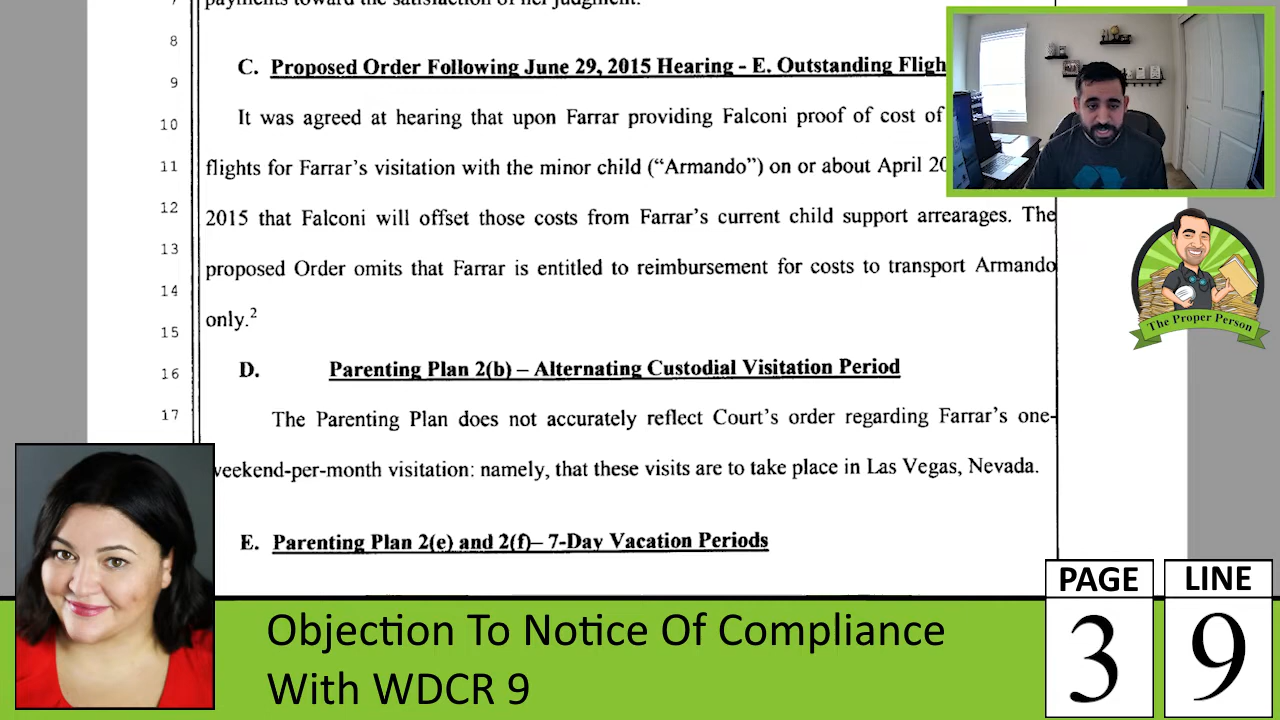 7 payments toward the satisfaction of her judgment.
8
C. Proposed Order Following June 29, 2015 Hearing - E. Outstanding Fligh
9
10 It was agreed at hearing that upon Farrar providing Falconi proof of cost of
11 flights for Farrar's visitation with the minor child ("Armando") on or about April 20
12 2015 that Falconi will offset those costs from Farrar's current child support arrearages. The
13
proposed Order omits that Farrar is entitled to reimbursement for costs to transport Armando
14
only.2
15
16 D. Parenting Plan 2(b) – Alternating Custodial Visitation Period
17 The Parenting Plan does not accurately reflect Court's order regarding Farrar's one-
weekend-per-month visitation: namely, that these visits are to take place in Las Vegas, Nevada.
E. Parenting Plan 2(e) and 2(f)– 7-Day Vacation Periods
The Proper Person
PAGE
3
LINE
9
Objection To Notice Of Compliance
With WDCR 9